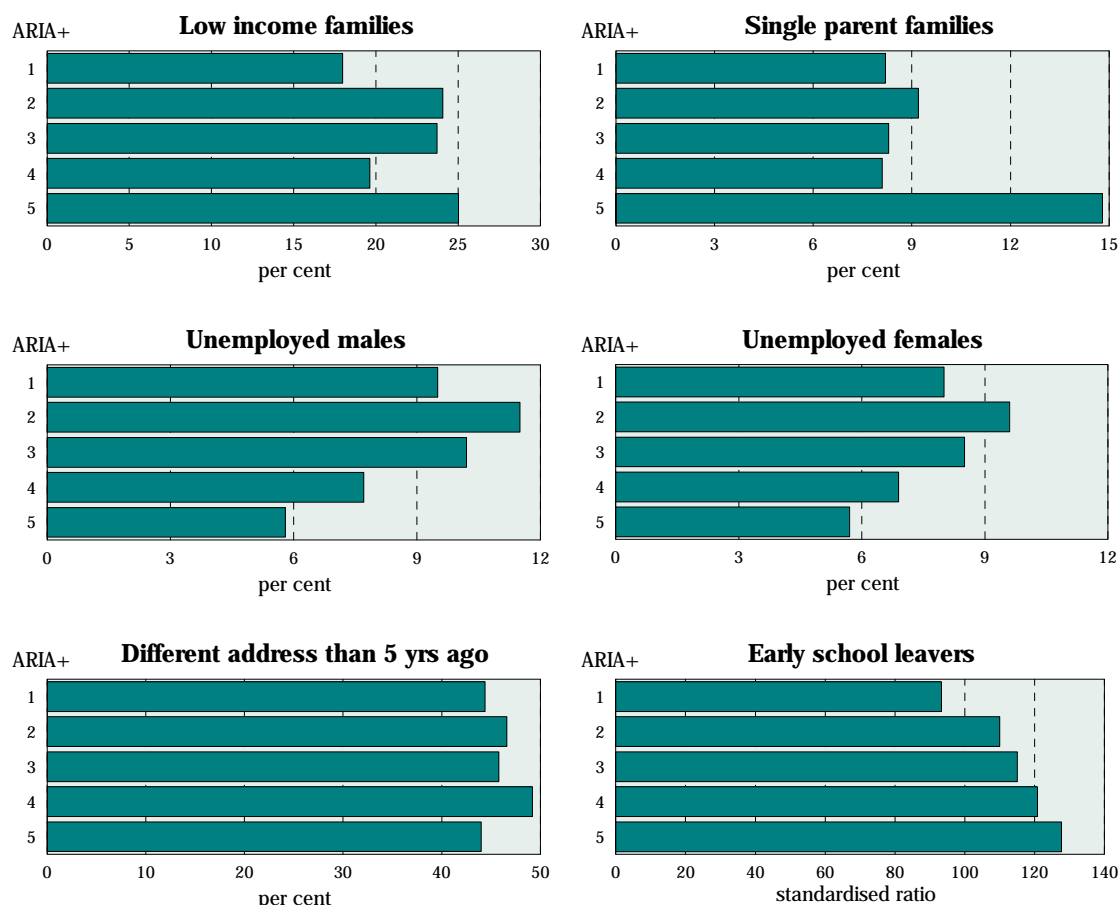 Low income families
ARIA+
1
2
3
4
5
0 5 10 15 20 25 30
per cent
Single parent families
ARIA+
1
2
3
4
5
0 3 6 9 12 15
per cent
Unemployed males
ARIA+
1
2
3
4
5
0 3 6 9 12
per cent
Unemployed females
ARIA+
1
2
3
4
5
0 3 6 9 12
per cent
Different address than 5 yrs ago
ARIA+
1
2
3
4
5
0 10 20 30 40 50
per cent
Early school leavers
ARIA+
1
2
3
4
5
0 20 40 60 80 100 120 140
standardised ratio